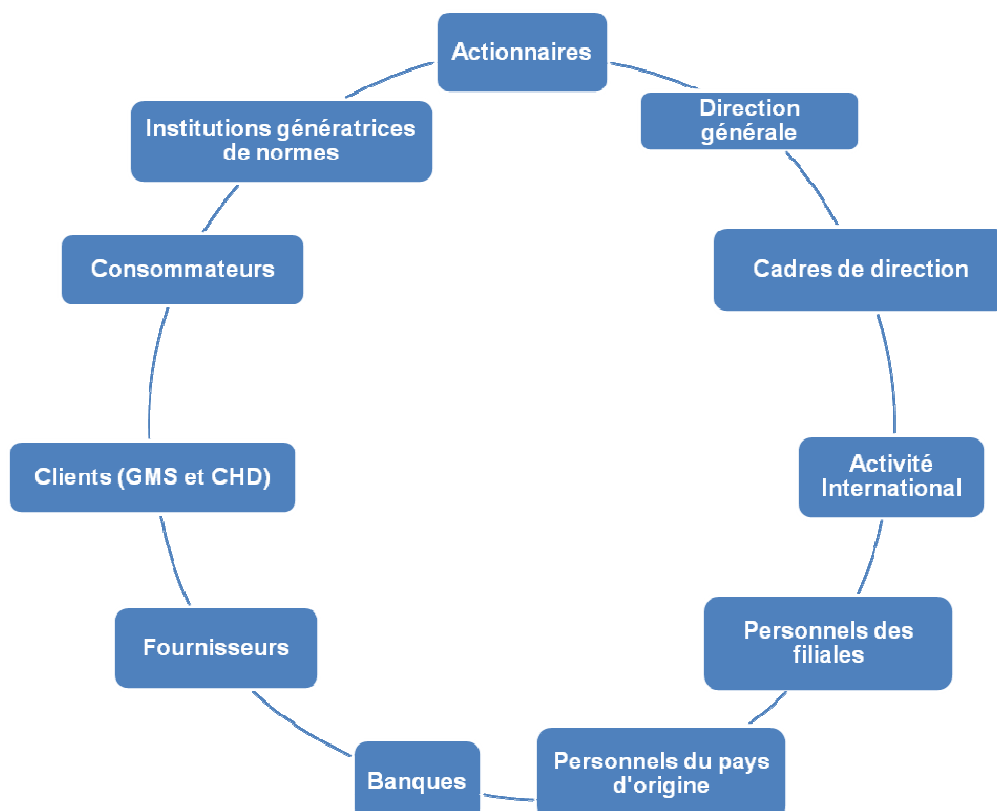 Actionnaires
Direction
générale
Cadres de direction
Activité
International
Personnels des
filiales
Personnels du pays
d'origine
Banques
Fournisseurs
Clients (GMS et CHD)
Consommateurs
Institutions génératrices
de normes